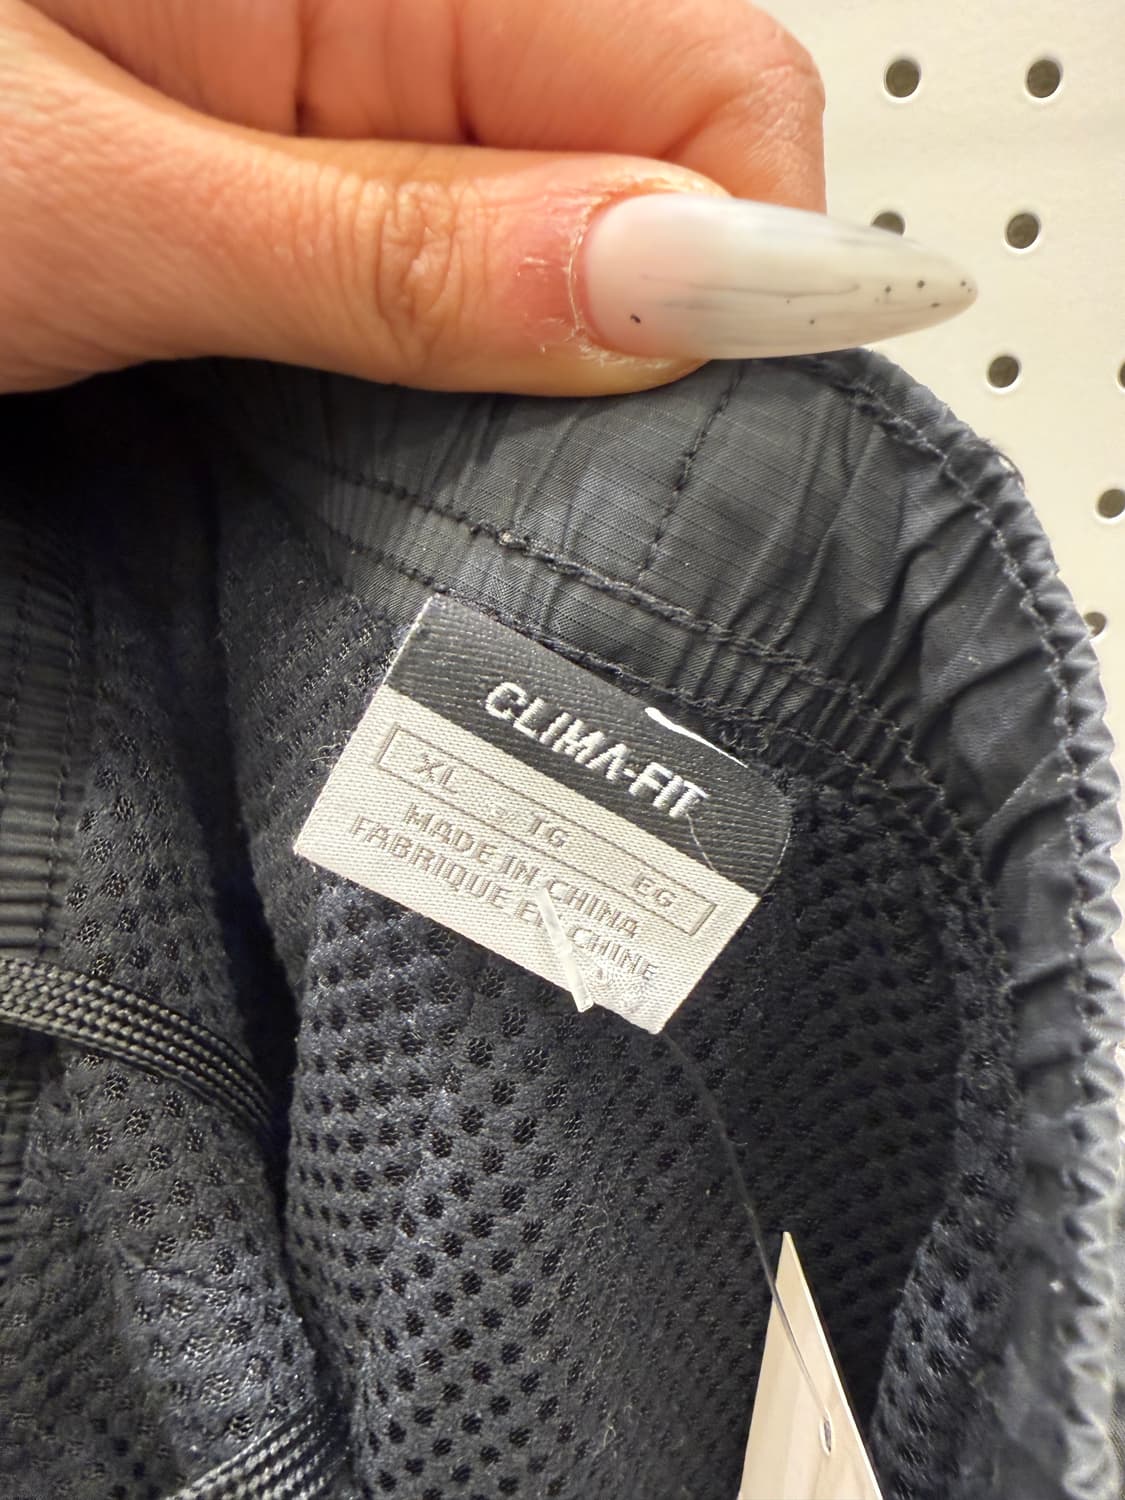 CLIMA-FIT
XL TG EG
MADE IN CHINA
FABRIQUE EN CHINE